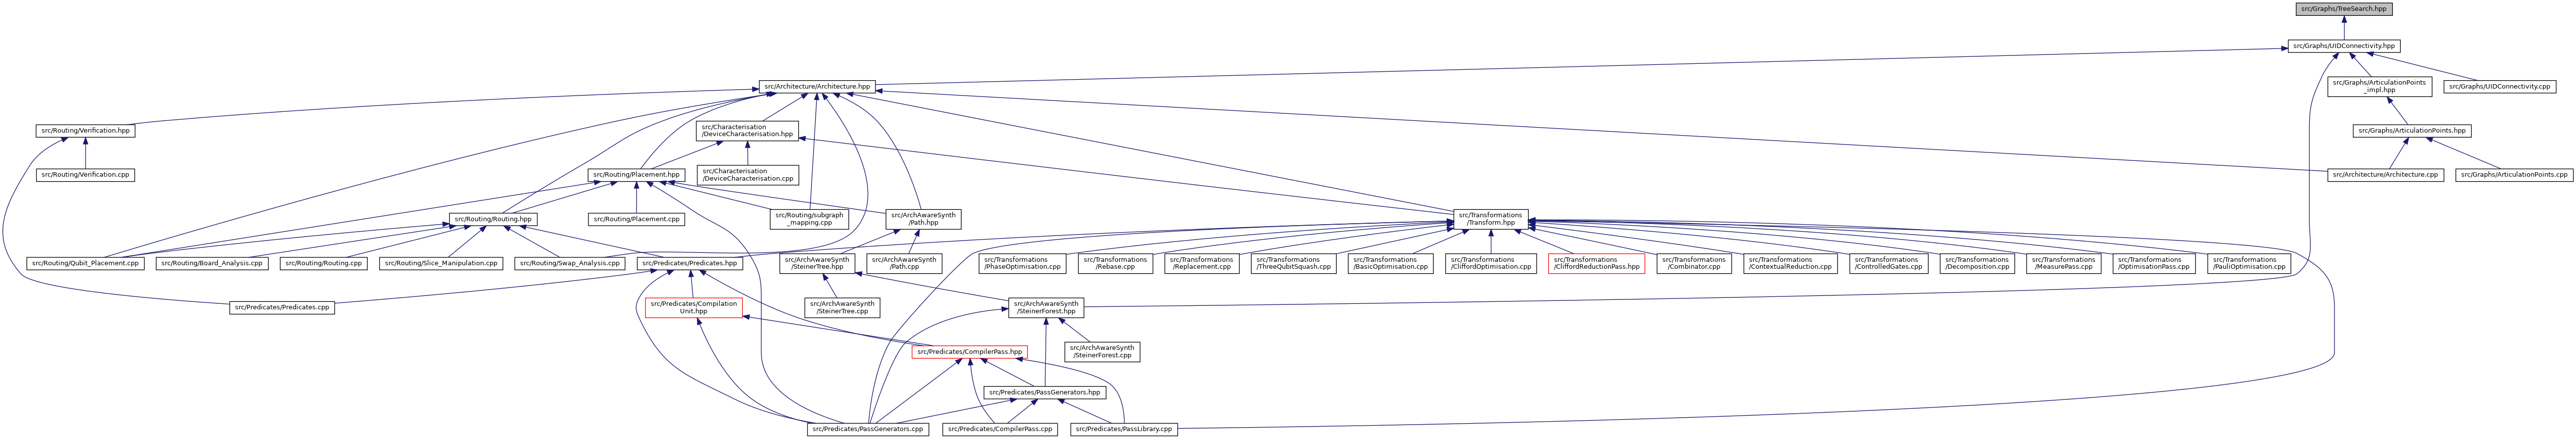 src/Graphs/TreeSearch.hpp
src/Graphs/UIDConnectivity.hpp
src/Architecture/Architecture.hpp
src/Graphs/ArticulationPoints
_impl.hpp
src/Graphs/UIDConnectivity.cpp
src/Routing/Verification.hpp
src/Characterisation
/DeviceCharacterisation.hpp
src/Graphs/ArticulationPoints.hpp
src/Routing/Verification.cpp
src/Routing/Placement.hpp
src/Characterisation
/DeviceCharacterisation.cpp
src/Architecture/Architecture.cpp
src/Graphs/ArticulationPoints.cpp
src/Routing/Routing.hpp
src/Routing/Placement.cpp
src/Routing/subgraph
_mapping.cpp
src/ArchAwareSynth
/Path.hpp
src/Transformations
/Transform.hpp
src/Routing/Qubit_Placement.cpp
src/Routing/Board_Analysis.cpp
src/Routing/Routing.cpp
src/Routing/Slice_Manipulation.cpp
src/Routing/Swap_Analysis.cpp
src/Predicates/Predicates.hpp
src/ArchAwareSynth
/SteinerTree.hpp
src/ArchAwareSynth
/Path.cpp
src/Transformations
/PhaseOptimisation.cpp
src/Transformations
/Rebase.cpp
src/Transformations
/Replacement.cpp
src/Transformations
/ThreeQubitSquash.cpp
src/Transformations
/BasicOptimisation.cpp
src/Transformations
/CliffordOptimisation.cpp
src/Transformations
/CliffordReductionPass.hpp
src/Transformations
/Combinator.cpp
src/Transformations
/ContextualReduction.cpp
src/Transformations
/ControlledGates.cpp
src/Transformations
/Decomposition.cpp
src/Transformations
/MeasurePass.cpp
src/Transformations
/OptimisationPass.cpp
src/Transformations
/PauliOptimisation.cpp
src/Predicates/Predicates.cpp
src/Predicates/Compilation
Unit.hpp
src/ArchAwareSynth
/SteinerTree.cpp
src/ArchAwareSynth
/SteinerForest.hpp
src/Predicates/CompilerPass.hpp
src/ArchAwareSynth
/SteinerForest.cpp
src/Predicates/PassGenerators.hpp
src/Predicates/PassGenerators.cpp
src/Predicates/CompilerPass.cpp
src/Predicates/PassLibrary.cpp